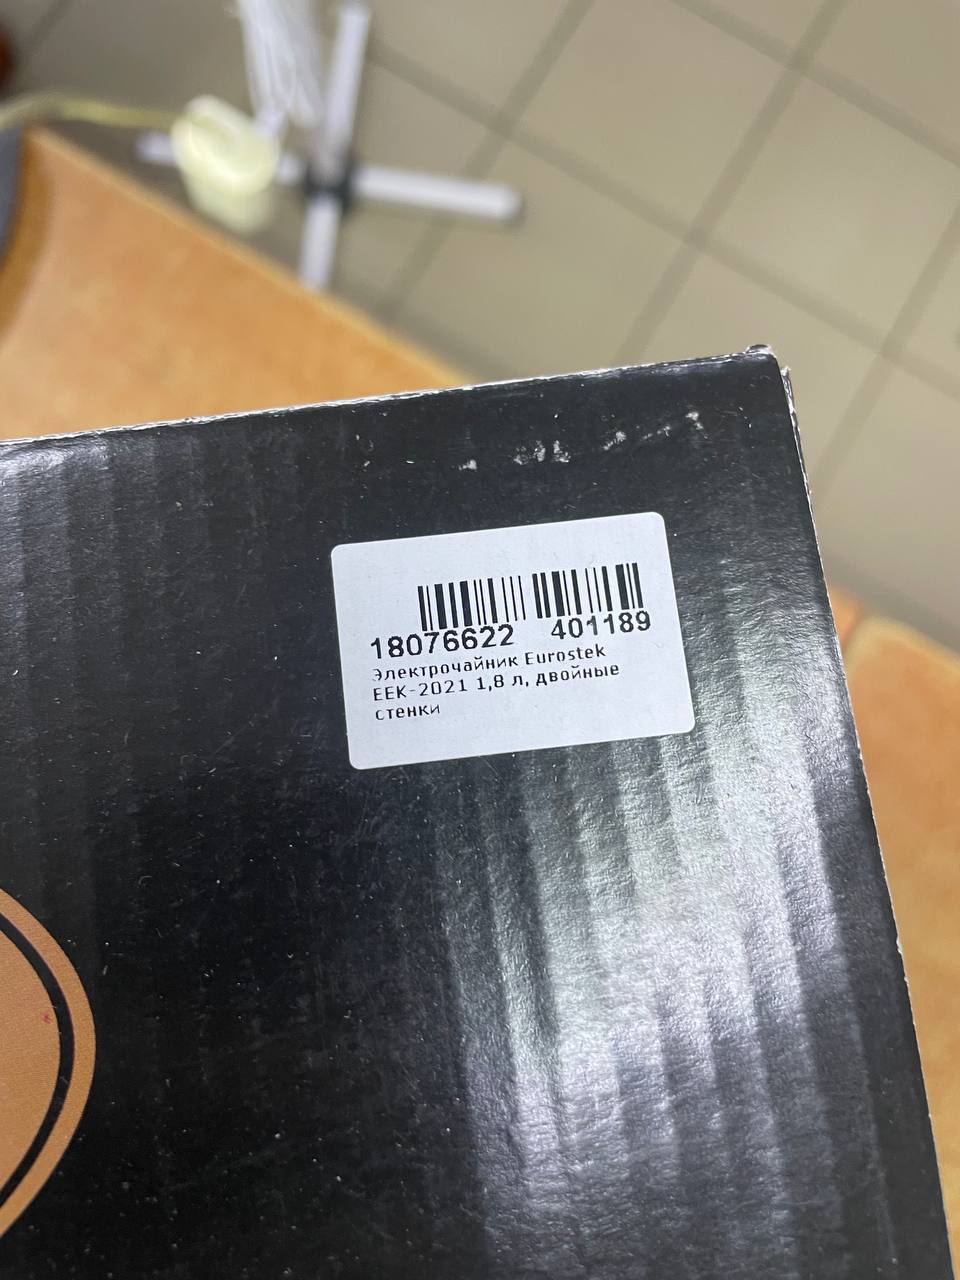 18076622 401189
Электрочайник Eurostek
EEK-2021 1,8 л, двойные
стенки